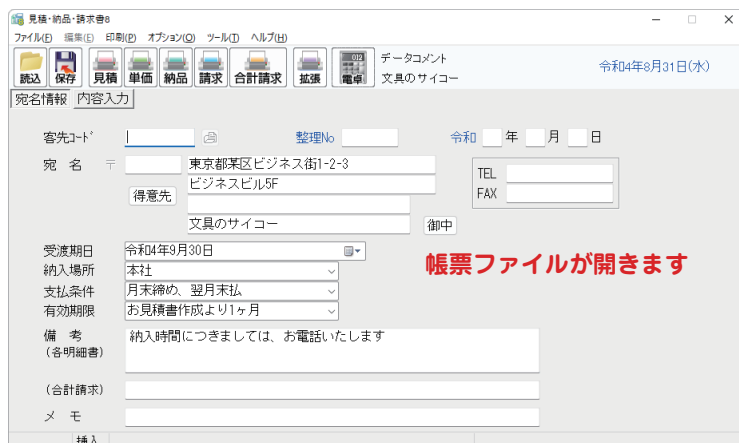 見積・納品・請求書8
ファイル(F) 編集(E) 印刷(P) オプション(O) ツール(T) ヘルプ(H)
読込 保存 見積 単価 納品 請求 合計請求 拡張 電卓
データコメント
文具のサイコー
令和4年8月31日(水)
宛名情報 内容入力
客先ｺｰﾄﾞ 整理No 令和 年 月 日
宛 名 〒 東京都某区ビジネス街1-2-3
ビジネスビル5F
得意先
文具のサイコー 御中
TEL
FAX
受渡期日 令和4年9月30日
納入場所 本社
支払条件 月末締め、翌月末払
有効期限 お見積書作成より1ヶ月
帳票ファイルが開きます
備 考 納入時間につきましては、お電話いたします
(各明細書)
(合計請求)
メ モ
挿入